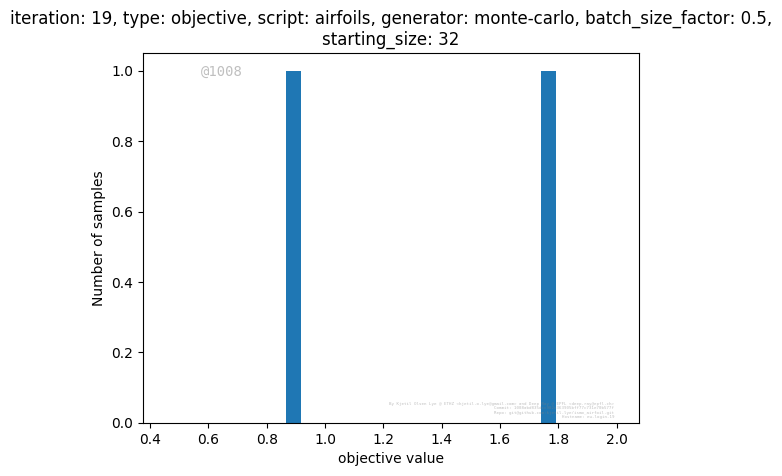 iteration: 19, type: objective, script: airfoils, generator: monte-carlo, batch_size_factor: 0.5,
starting_size: 32
@1008
1.0
0.8
0.6
0.4
0.2
0.0
Number of samples
0.4 0.6 0.8 1.0 1.2 1.4 1.6 1.8 2.0
objective value